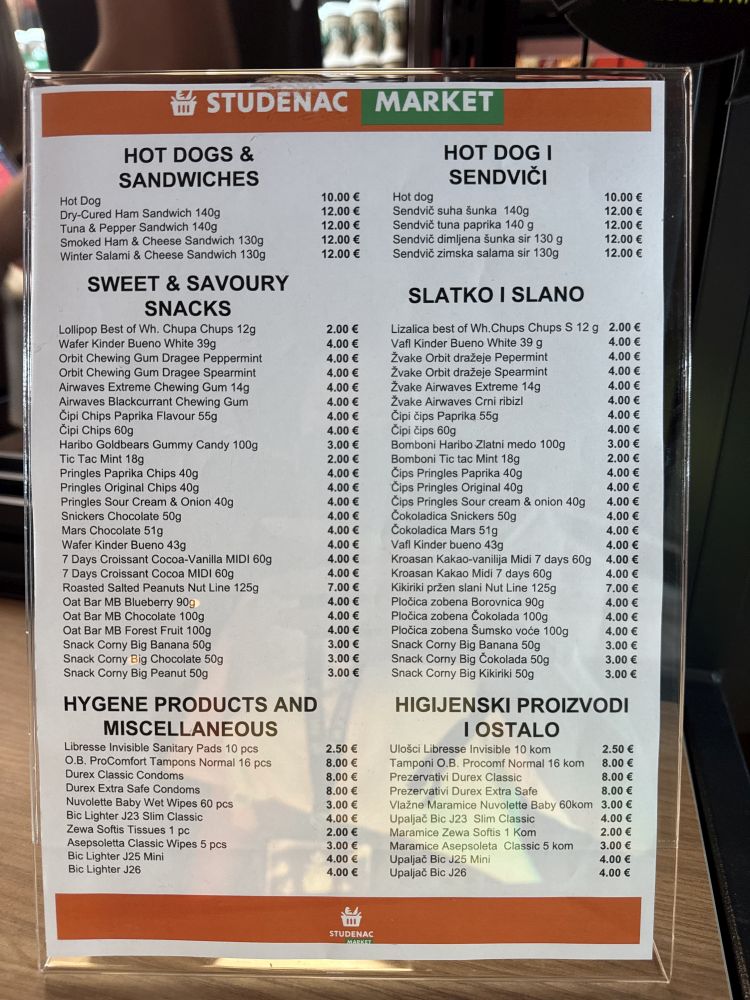 STUDENAC MARKET
HOT DOGS &
SANDWICHES
Hot Dog 10.00 €
Dry-Cured Ham Sandwich 140g 12.00 €
Tuna & Pepper Sandwich 140g 12.00 €
Smoked Ham & Cheese Sandwich 130g 12.00 €
Winter Salami & Cheese Sandwich 130g 12.00 €
SWEET & SAVOURY
SNACKS
Lollipop Best of Wh. Chupa Chups 12g 2.00 €
Wafer Kinder Bueno White 39g 4.00 €
Orbit Chewing Gum Dragee Peppermint 4.00 €
Orbit Chewing Gum Dragee Spearmint 4.00 €
Airwaves Extreme Chewing Gum 14g 4.00 €
Airwaves Blackcurrant Chewing Gum 4.00 €
Čipi Chips Paprika Flavour 55g 4.00 €
Čipi Chips 60g 4.00 €
Haribo Goldbears Gummy Candy 100g 3.00 €
Tic Tac Mint 18g 2.00 €
Pringles Paprika Chips 40g 4.00 €
Pringles Original Chips 40g 4.00 €
Pringles Sour Cream & Onion 40g 4.00 €
Snickers Chocolate 50g 4.00 €
Mars Chocolate 51g 4.00 €
Wafer Kinder Bueno 43g 4.00 €
7 Days Croissant Cocoa-Vanilla MIDI 60g 4.00 €
7 Days Croissant Cocoa MIDI 60g 4.00 €
Roasted Salted Peanuts Nut Line 125g 7.00 €
Oat Bar MB Blueberry 90g 4.00 €
Oat Bar MB Chocolate 100g 4.00 €
Oat Bar MB Forest Fruit 100g 4.00 €
Snack Corny Big Banana 50g 3.00 €
Snack Corny Big Chocolate 50g 3.00 €
Snack Corny Big Peanut 50g 3.00 €
HYGENE PRODUCTS AND
MISCELLANEOUS
Libresse Invisible Sanitary Pads 10 pcs 2.50 €
O.B. ProComfort Tampons Normal 16 pcs 8.00 €
Durex Classic Condoms 8.00 €
Durex Extra Safe Condoms 8.00 €
Nuvolette Baby Wet Wipes 60 pcs 3.00 €
Bic Lighter J23 Slim Classic 4.00 €
Zewa Softis Tissues 1 pc 2.00 €
Asepsoletta Classic Wipes 5 pcs 3.00 €
Bic Lighter J25 Mini 4.00 €
Bic Lighter J26 4.00 €
HOT DOG I
SENDVIČI
Hot dog 10.00 €
Sendvič suha šunka 140g 12.00 €
Sendvič tuna paprika 140 g 12.00 €
Sendvič dimljena šunka sir 130 g 12.00 €
Sendvič zimska salama sir 130g 12.00 €
SLATKO I SLANO
Lizalica best of Wh.Chups Chups S 12 g 2.00 €
Vafl Kinder Bueno White 39 g 4.00 €
Žvake Orbit dražeje Pepermint 4.00 €
Žvake Orbit dražeje Spearmint 4.00 €
Žvake Airwaves Extreme 14g 4.00 €
Žvake Airwaves Crni ribizl 4.00 €
Čipi čips Paprika 55g 4.00 €
Čipi čips 60g 4.00 €
Bomboni Haribo Zlatni medo 100g 3.00 €
Bomboni Tic tac Mint 18g 2.00 €
Čips Pringles Paprika 40g 4.00 €
Čips Pringles Original 40g 4.00 €
Čips Pringles Sour cream & onion 40g 4.00 €
Čokoladica Snickers 50g 4.00 €
Čokoladica Mars 51g 4.00 €
Vafl Kinder bueno 43g 4.00 €
Kroasan Kakao-vanilija Midi 7 days 60g 4.00 €
Kroasan Kakao Midi 7 days 60g 4.00 €
Kikiriki pržen slani Nut Line 125g 7.00 €
Pločica zobena Borovnica 90g 4.00 €
Pločica zobena Čokolada 100g 4.00 €
Pločica zobena Šumsko voće 100g 4.00 €
Snack Corny Big Banana 50g 3.00 €
Snack Corny Big Čokolada 50g 3.00 €
Snack Corny Big Kikiriki 50g 3.00 €
HIGIJENSKI PROIZVODI
I OSTALO
Ulošci Libresse Invisible 10 kom 2.50 €
Tamponi O.B. Procomf Normal 16 kom 8.00 €
Prezervativi Durex Classic 8.00 €
Prezervativi Durex Extra Safe 8.00 €
Vlažne Maramice Nuvolette Baby 60kom 3.00 €
Upaljač Bic J23 Slim Classic 4.00 €
Maramice Zewa Softis 1 Kom 2.00 €
Maramice Asepsoleta Classic 5 kom 3.00 €
Upaljač Bic J25 Mini 4.00 €
Upaljač Bic J26 4.00 €
STUDENAC
MARKET